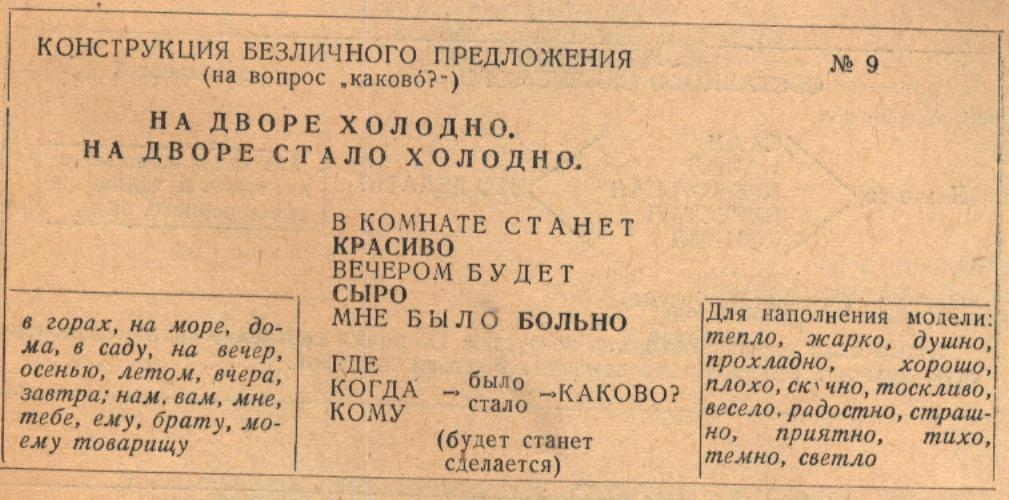 КОНСТРУКЦИЯ БЕЗЛИЧНОГО ПРЕДЛОЖЕНИЯ
(на вопрос „каковó?“)
№ 9
НА ДВОРЕ ХОЛОДНО.
НА ДВОРЕ СТАЛО ХОЛОДНО.
В КОМНАТЕ СТАНЕТ
КРАСИВО
ВЕЧЕРОМ БУДЕТ
СЫРО
МНЕ БЫЛО БОЛЬНО
в горах, на море, до-
ма, в саду, на вечер,
осенью, летом, вчера,
завтра; нам, вам, мне,
тебе, ему, брату, мо-
ему товарищу
ГДЕ
КОГДА → было →КАКОВО?
КОМУ стало
(будет станет
сделается)
Для наполнения модели:
тепло, жарко, душно,
прохладно, хорошо,
плохо, скучно, тоскливо,
весело, радостно, страш-
но, приятно, тихо,
темно, светло